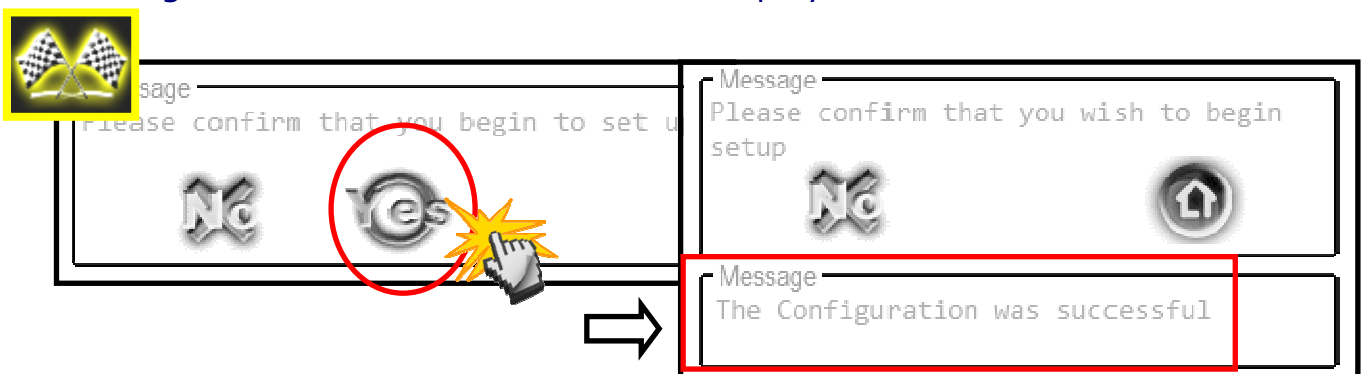 sage
Please confirm that you begin to set u
No
Yes
Message
Please confirm that you wish to begin
setup
No
Message
The Configuration was successful